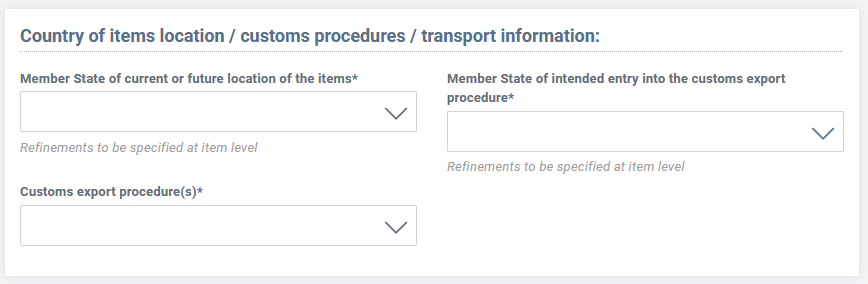 Country of items location / customs procedures / transport information:
Member State of current or future location of the items*
Refinements to be specified at item level
Member State of intended entry into the customs export
procedure*
Refinements to be specified at item level
Customs export procedure(s)*